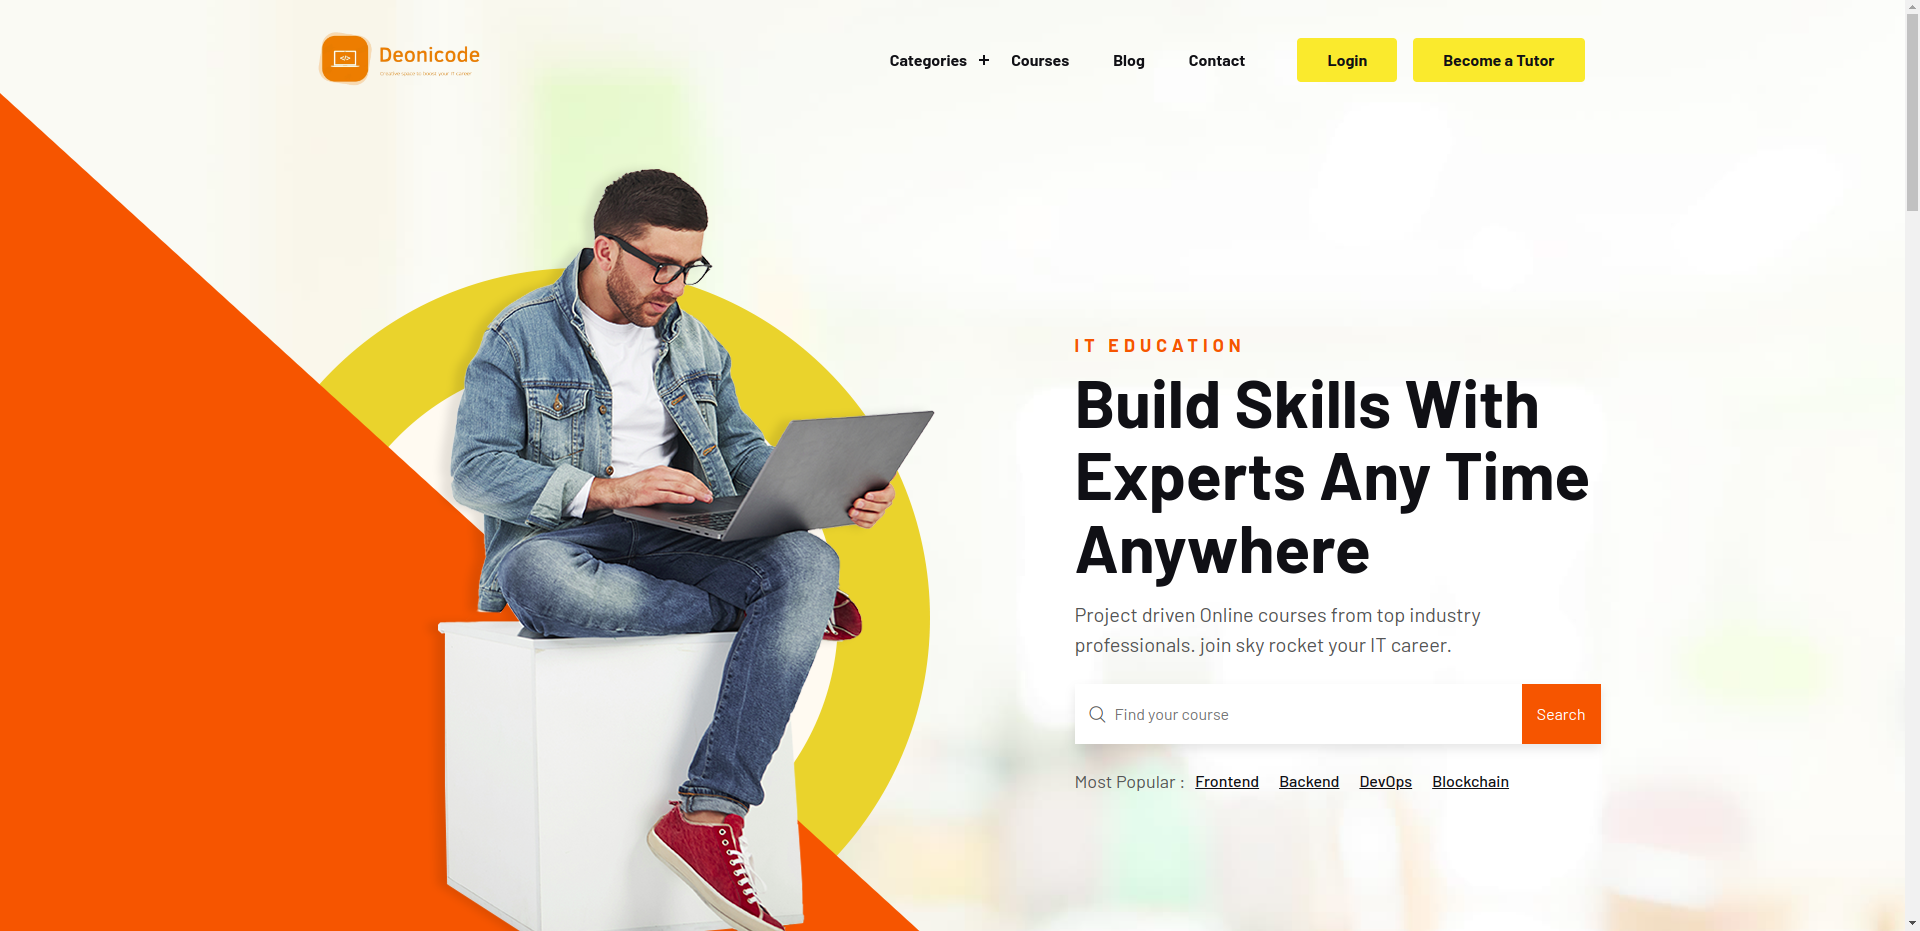 Deonicode
Creative space to boost your IT career
Categories + Courses Blog Contact Login Become a Tutor
IT EDUCATION
Build Skills With
Experts Any Time
Anywhere
Project driven Online courses from top industry
professionals. join sky rocket your IT career.
Find your course Search
Most Popular : Frontend Backend DevOps Blockchain